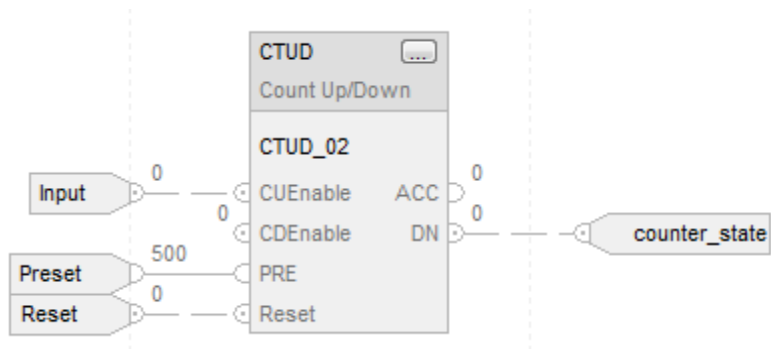 CTUD ...
Count Up/Down
CTUD_02
0 0
Input CUEnable ACC
0 0
CDEnable DN counter_state
500
Preset PRE
0
Reset Reset